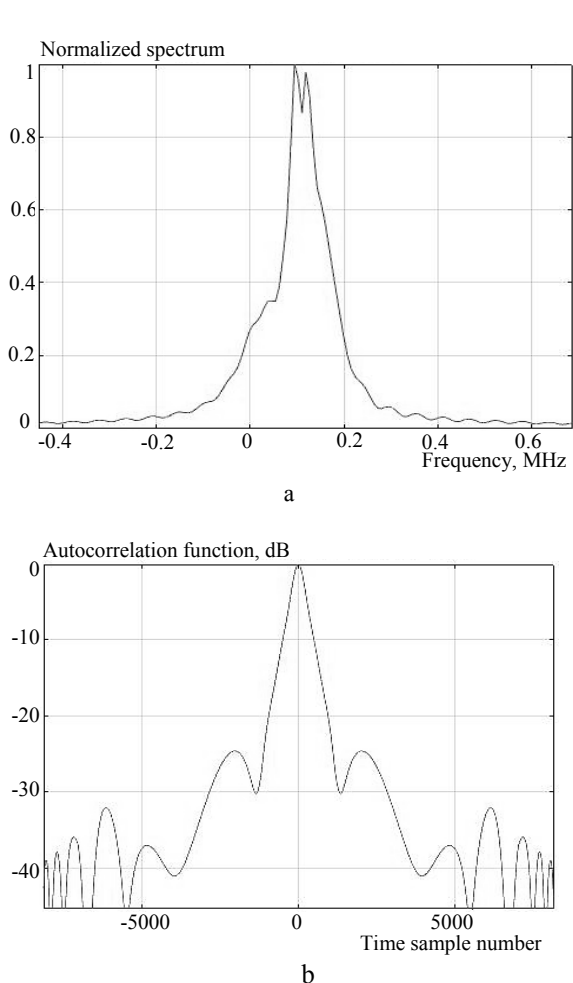 Normalized spectrum
1
0.8
0.6
0.4
0.2
0
-0.4 -0.2 0 0.2 0.4 0.6
Frequency, MHz
a
Autocorrelation function, dB
0
-10
-20
-30
-40
-5000 0 5000
Time sample number
b